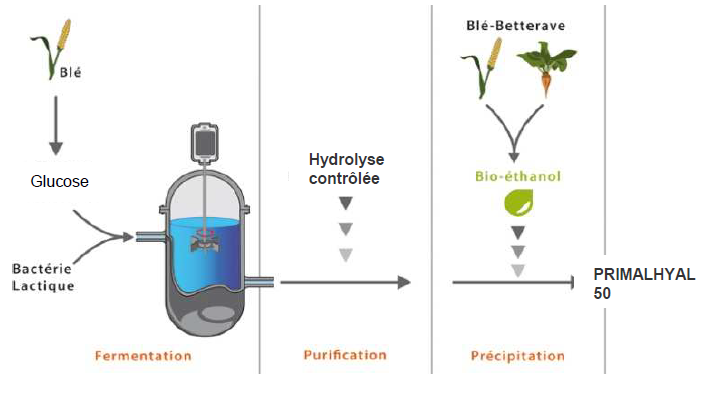 Blé
Glucose
Bactérie
Lactique
Fermentation
Hydrolyse
contrôlée
Purification
Blé-Betterave
Bio-éthanol
Précipitation
PRIMALHYAL
50